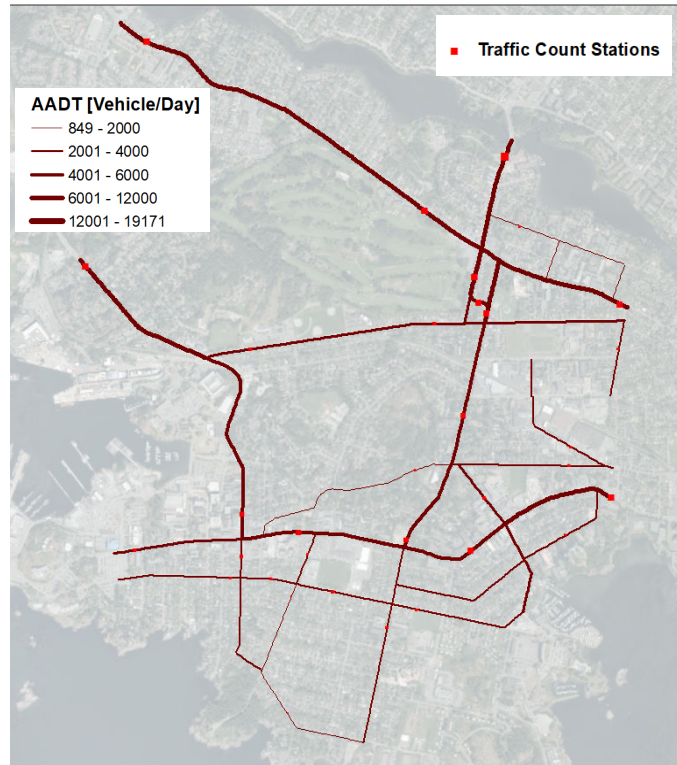 Traffic Count Stations
AADT [Vehicle/Day]
849 - 2000
2001 - 4000
4001 - 6000
6001 - 12000
12001 - 19171